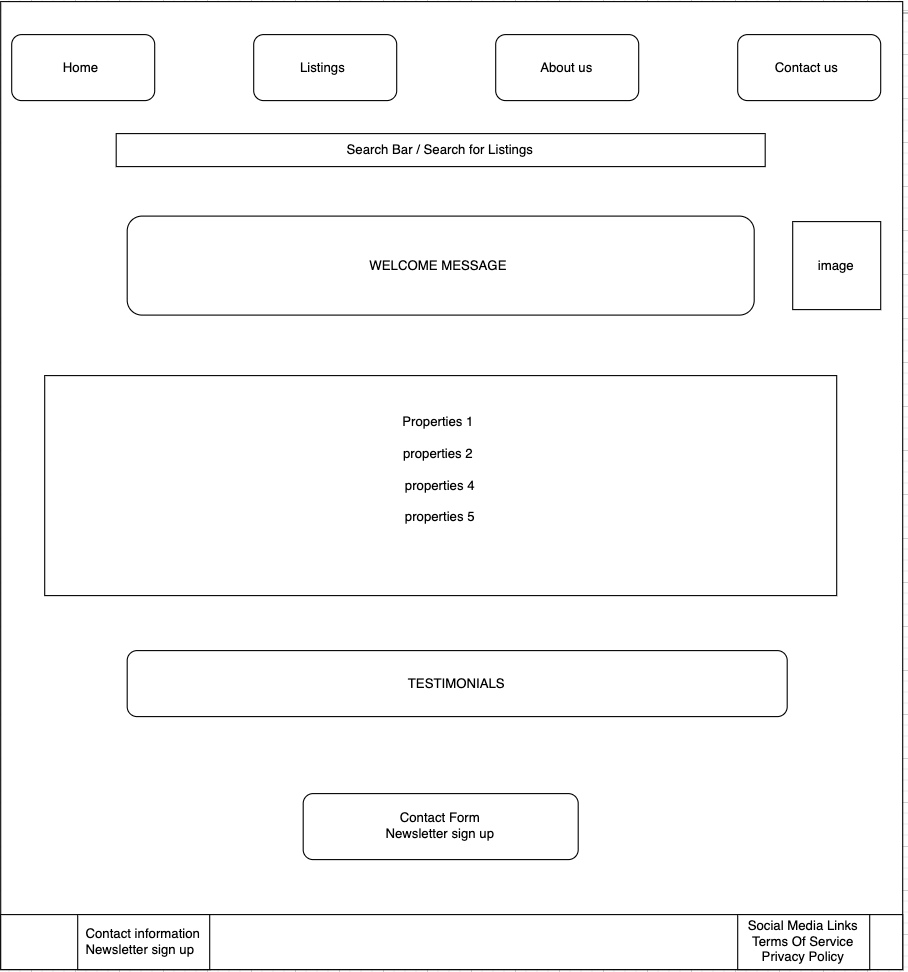 Home
Listings
About us
Contact us
Search Bar / Search for Listings
WELCOME MESSAGE
image
Properties 1
properties 2
properties 4
properties 5
TESTIMONIALS
Contact Form
Newsletter sign up
Contact information
Newsletter sign up
Social Media Links
Terms Of Service
Privacy Policy